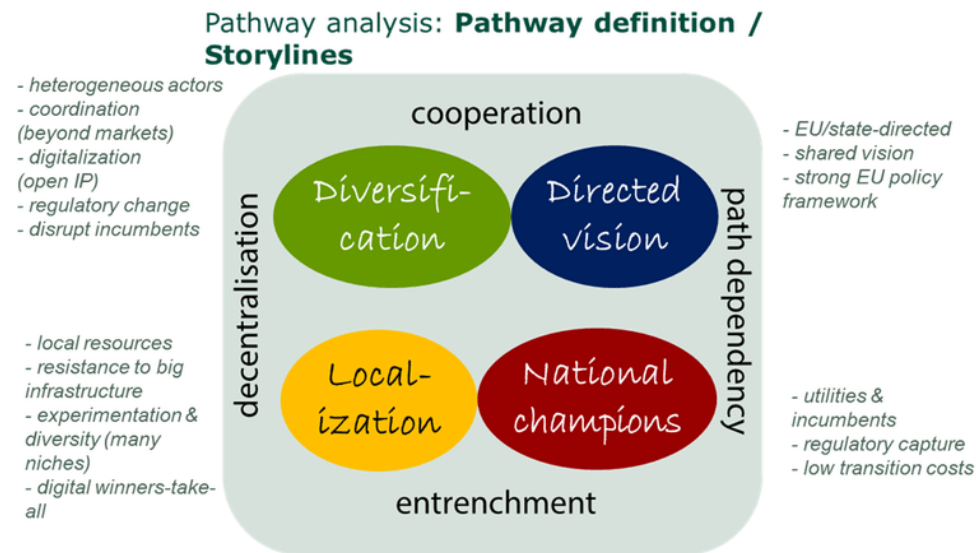 Pathway analysis: Pathway definition /
Storylines
- heterogeneous actors
- coordination
(beyond markets)
- digitalization
(open IP)
- regulatory change
- disrupt incumbents
cooperation
- EU/state-directed
- shared vision
- strong EU policy
framework
Diversifi-
cation
Directed
vision
decentralisation
path dependency
- local resources
- resistance to big
infrastructure
- experimentation &
diversity (many
niches)
- digital winners-take-
all
Local-
ization
National
champions
- utilities &
incumbents
- regulatory capture
- low transition costs
entrenchment